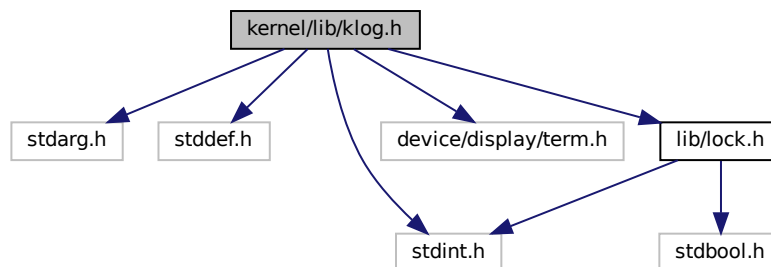 kernel/lib/klog.h
stdarg.h
stddef.h
device/display/term.h
lib/lock.h
stdint.h
stdbool.h